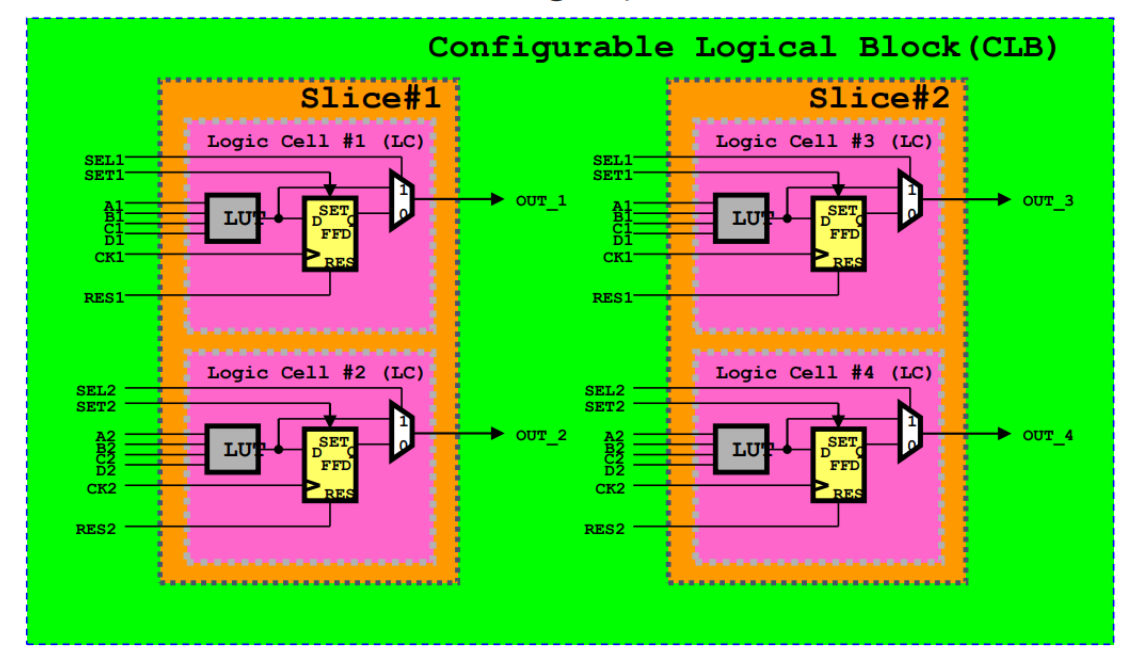 Configurable Logical Block(CLB)
Slice#1
Logic Cell #1 (LC)
SEL1
SET1
A1
B1
C1
D1
CK1
RES1
LUT
SET
D Q
FFD
RES
1
0
OUT_1
Logic Cell #2 (LC)
SEL2
SET2
A2
B2
C2
D2
CK2
RES2
LUT
SET
D Q
FFD
RES
1
0
OUT_2
Slice#2
Logic Cell #3 (LC)
SEL1
SET1
A1
B1
C1
D1
CK1
RES1
LUT
SET
D Q
FFD
RES
1
0
OUT_3
Logic Cell #4 (LC)
SEL2
SET2
A2
B2
C2
D2
CK2
RES2
LUT
SET
D Q
FFD
RES
1
0
OUT_4